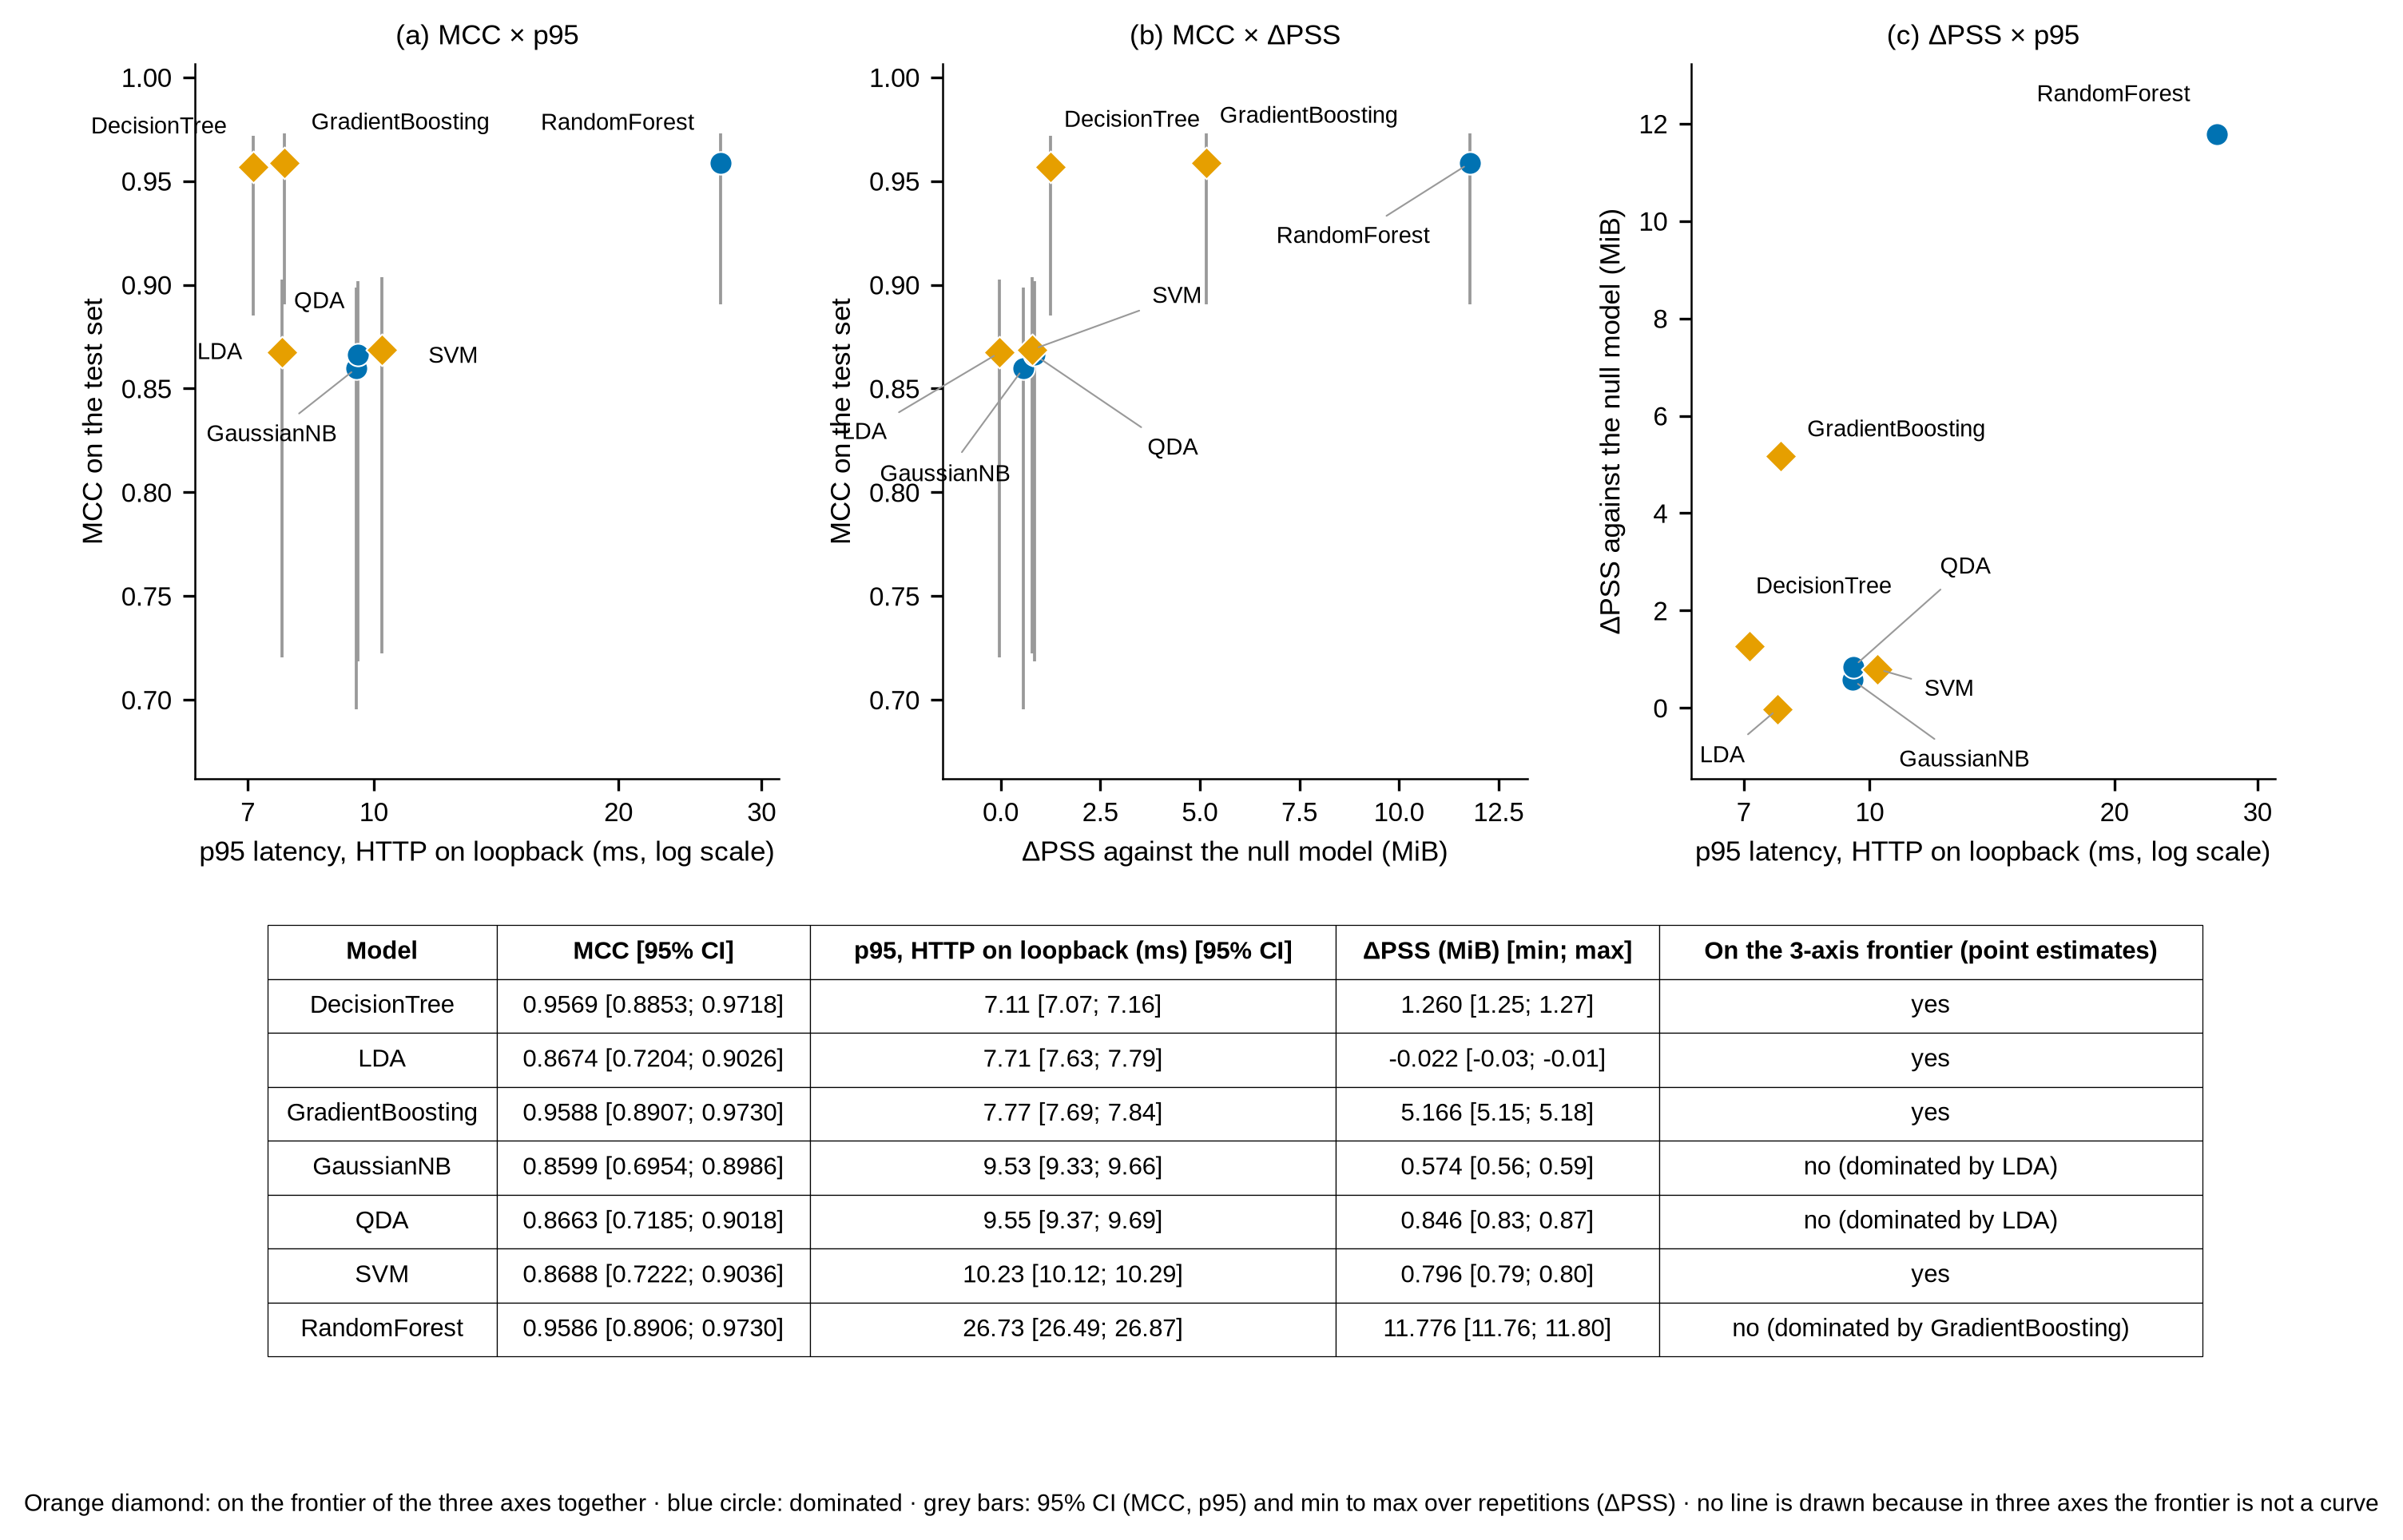 (a) MCC × p95
1.00
0.95
0.90
0.85
0.80
0.75
0.70
MCC on the test set
DecisionTree
GradientBoosting
RandomForest
QDA
LDA
SVM
GaussianNB
7
10
20
30
p95 latency, HTTP on loopback (ms, log scale)
(b) MCC × ΔPSS
1.00
0.95
0.90
0.85
0.80
0.75
0.70
MCC on the test set
DecisionTree
GradientBoosting
RandomForest
SVM
LDA
QDA
GaussianNB
0.0
2.5
5.0
7.5
10.0
12.5
ΔPSS against the null model (MiB)
(c) ΔPSS × p95
12
10
8
6
4
2
0
ΔPSS against the null model (MiB)
RandomForest
GradientBoosting
QDA
DecisionTree
SVM
LDA
GaussianNB
7
10
20
30
p95 latency, HTTP on loopback (ms, log scale)
Model MCC [95% CI] p95, HTTP on loopback (ms) [95% CI] ΔPSS (MiB) [min; max] On the 3-axis frontier (point estimates)
DecisionTree 0.9569 [0.8853; 0.9718] 7.11 [7.07; 7.16] 1.260 [1.25; 1.27] yes
LDA 0.8674 [0.7204; 0.9026] 7.71 [7.63; 7.79] -0.022 [-0.03; -0.01] yes
GradientBoosting 0.9588 [0.8907; 0.9730] 7.77 [7.69; 7.84] 5.166 [5.15; 5.18] yes
GaussianNB 0.8599 [0.6954; 0.8986] 9.53 [9.33; 9.66] 0.574 [0.56; 0.59] no (dominated by LDA)
QDA 0.8663 [0.7185; 0.9018] 9.55 [9.37; 9.69] 0.846 [0.83; 0.87] no (dominated by LDA)
SVM 0.8688 [0.7222; 0.9036] 10.23 [10.12; 10.29] 0.796 [0.79; 0.80] yes
RandomForest 0.9586 [0.8906; 0.9730] 26.73 [26.49; 26.87] 11.776 [11.76; 11.80] no (dominated by GradientBoosting)
Orange diamond: on the frontier of the three axes together · blue circle: dominated · grey bars: 95% CI (MCC, p95) and min to max over repetitions (ΔPSS) · no line is drawn because in three axes the frontier is not a curve